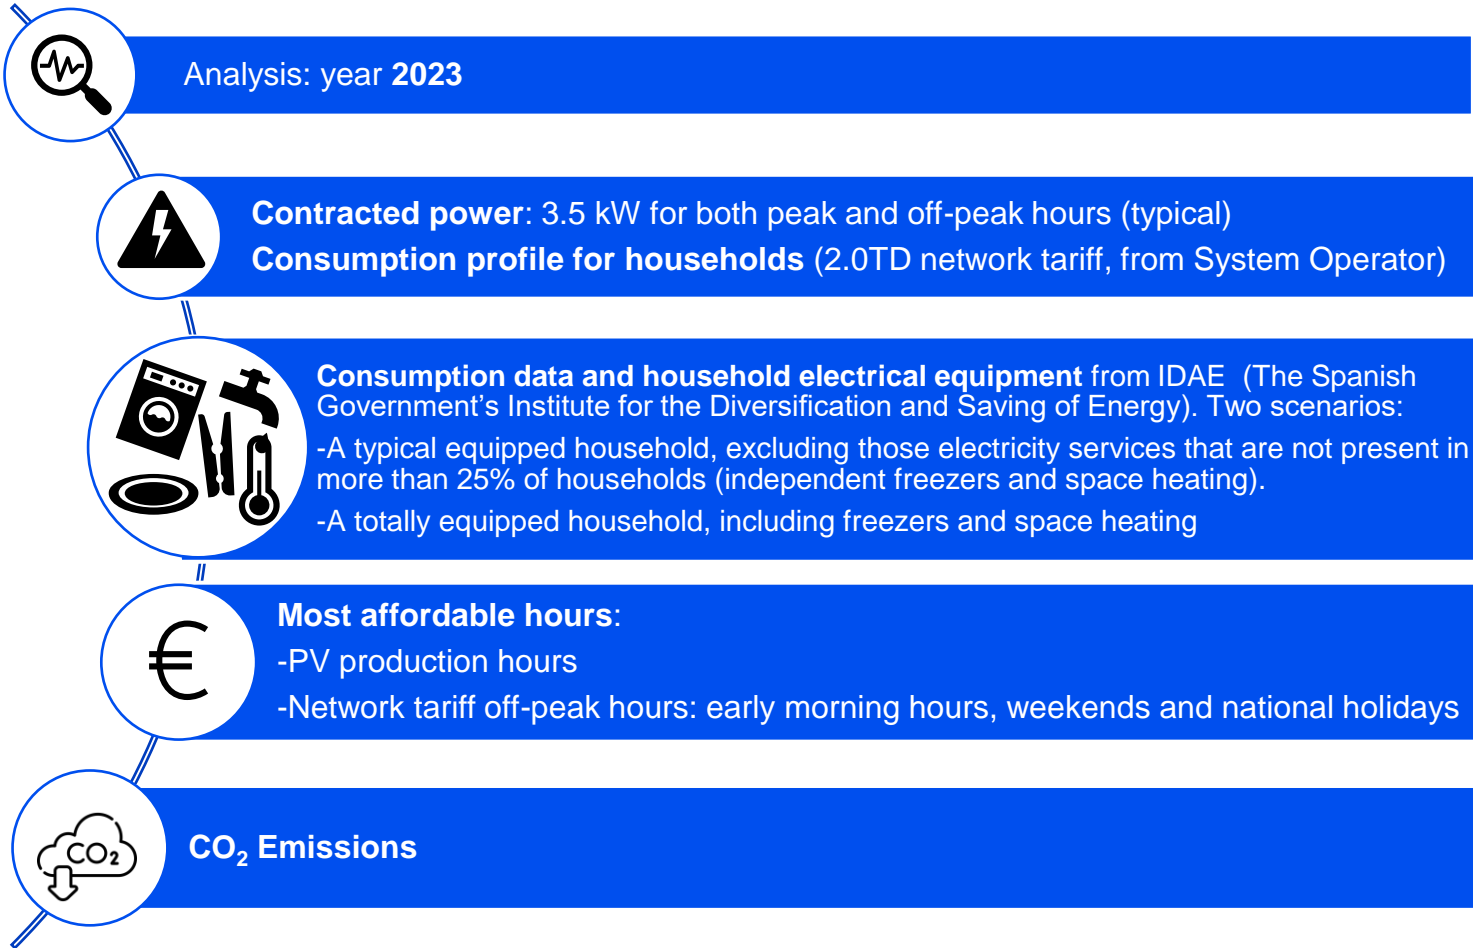 Analysis: year 2023
Contracted power: 3.5 kW for both peak and off-peak hours (typical)
Consumption profile for households (2.0TD network tariff, from System Operator)
Consumption data and household electrical equipment from IDAE (The Spanish
Government's Institute for the Diversification and Saving of Energy). Two scenarios:
-A typical equipped household, excluding those electricity services that are not present in
more than 25% of households (independent freezers and space heating).
-A totally equipped household, including freezers and space heating
€
Most affordable hours:
-PV production hours
-Network tariff off-peak hours: early morning hours, weekends and national holidays
CO2
CO₂ Emissions